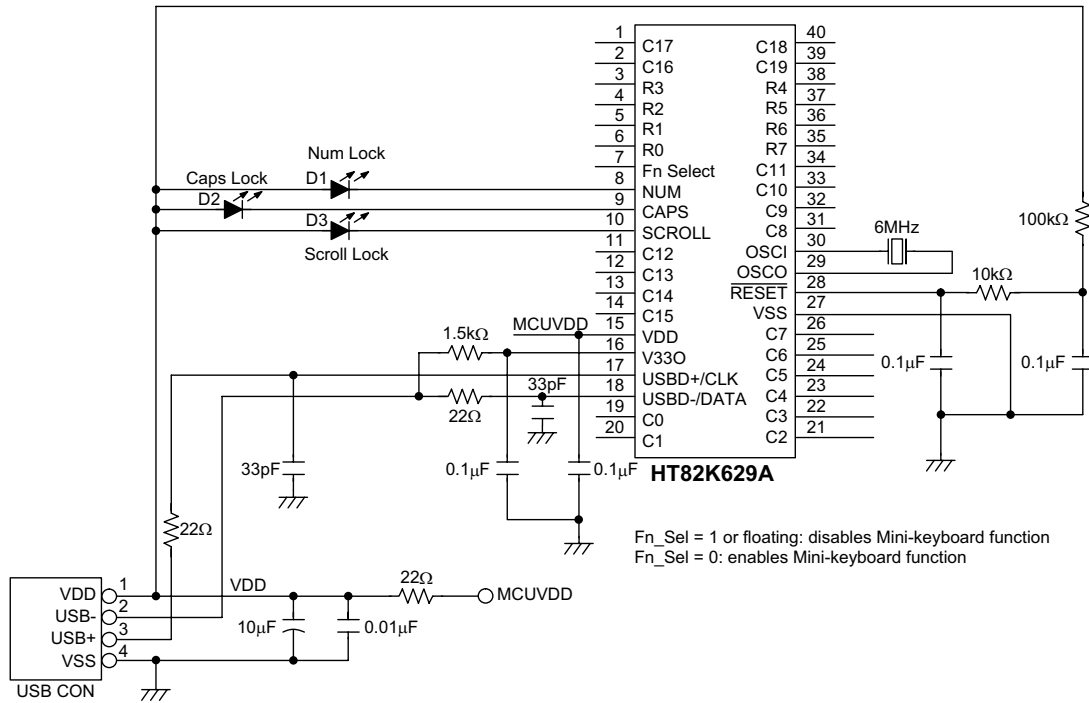 1 C17 C18 40
2 C16 C19 39
3 R3 R4 38
4 R2 R5 37
5 R1 R6 36
6 R0 R7 35
7 Fn Select C11 34
8 NUM C10 33
9 CAPS C9 32
10 SCROLL C8 31
11 C12 OSCI 30
12 C13 OSCO 29
13 C14 RESET 28
14 C15 VSS 27
15 VDD C7 26
16 V33O C6 25
17 USBD+/CLK C5 24
18 USBD-/DATA C4 23
19 C0 C3 22
20 C1 C2 21
HT82K629A
Num Lock
D1
Caps Lock
D2
D3
Scroll Lock
6MHz
100kΩ
10kΩ
0.1μF
0.1μF
MCUVDD
1.5kΩ
22Ω
33pF
33pF
0.1μF
0.1μF
22Ω
Fn_Sel = 1 or floating: disables Mini-keyboard function
Fn_Sel = 0: enables Mini-keyboard function
VDD 1
USB- 2
USB+ 3
VSS 4
USB CON
VDD
22Ω
MCUVDD
10μF
0.01μF